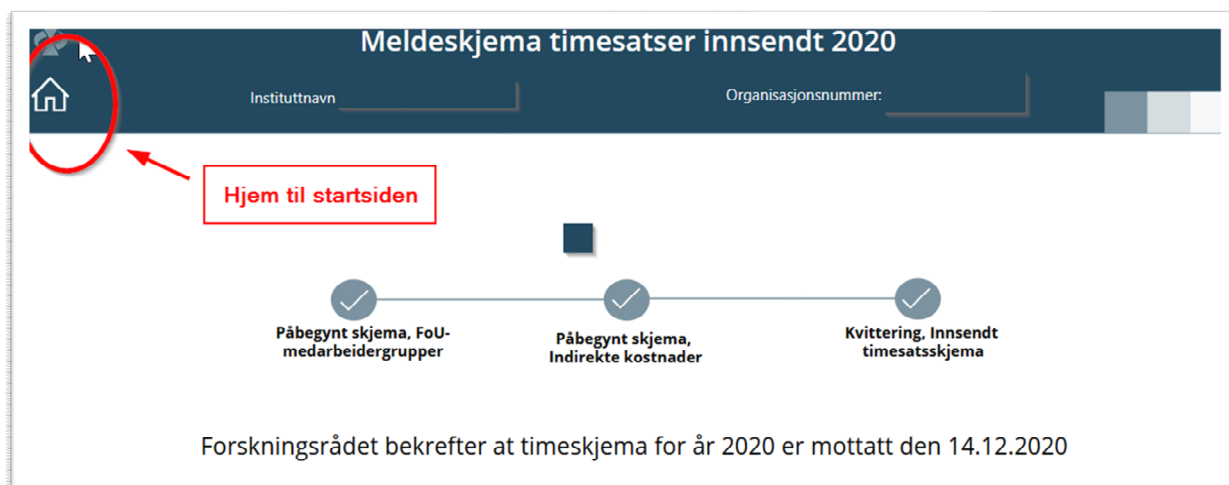 Meldeskjema timesatser innsendt 2020
Instituttnavn
Organisasjonsnummer:
Hjem til startsiden
Påbegynt skjema, FoU-
medarbeidergrupper
Påbegynt skjema,
Indirekte kostnader
Kvittering, Innsendt
timesatsskjema
Forskningsrådet bekrefter at timeskjema for år 2020 er mottatt den 14.12.2020